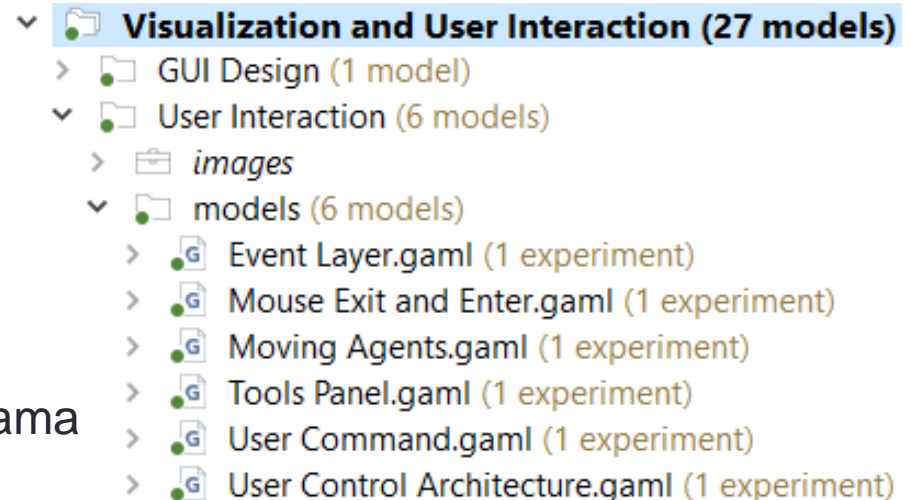 Visualization and User Interaction (27 models)
GUI Design (1 model)
User Interaction (6 models)
images
models (6 models)
Event Layer.gaml (1 experiment)
Mouse Exit and Enter.gaml (1 experiment)
Moving Agents.gaml (1 experiment)
Tools Panel.gaml (1 experiment)
ama
User Command.gaml (1 experiment)
User Control Architecture.gaml (1 experiment)